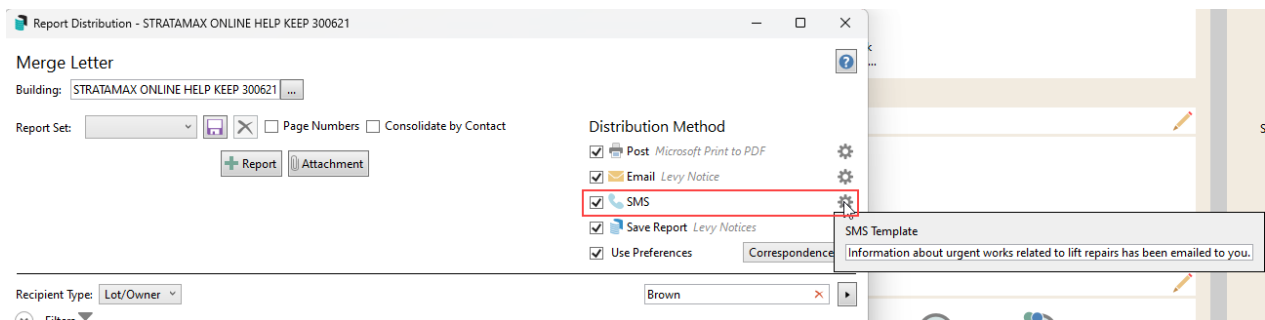 Report Distribution - STRATAMAX ONLINE HELP KEEP 300621
Merge Letter
Building: STRATAMAX ONLINE HELP KEEP 300621 ...
Report Set: Page Numbers Consolidate by Contact
Report Attachment
Distribution Method
Post Microsoft Print to PDF
Email Levy Notice
SMS
Save Report Levy Notices
Use Preferences Correspondence
SMS Template
Information about urgent works related to lift repairs has been emailed to you.
Recipient Type: Lot/Owner Brown
Filters